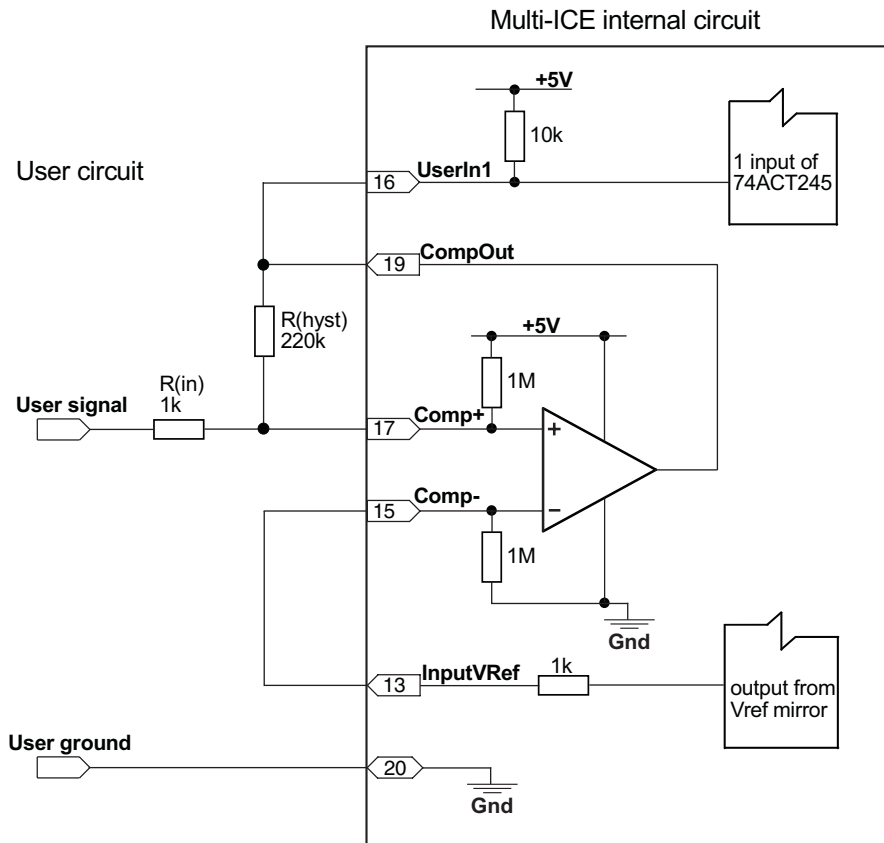 Multi-ICE internal circuit
+5V
10k
1 input of
74ACT245
User circuit
16
UserIn1
19
CompOut
R(hyst)
220k
+5V
1M
R(in)
1k
User signal
17
Comp+
+
15
Comp-
−
1M
Gnd
13
InputVRef
1k
output from
Vref mirror
User ground
20
Gnd